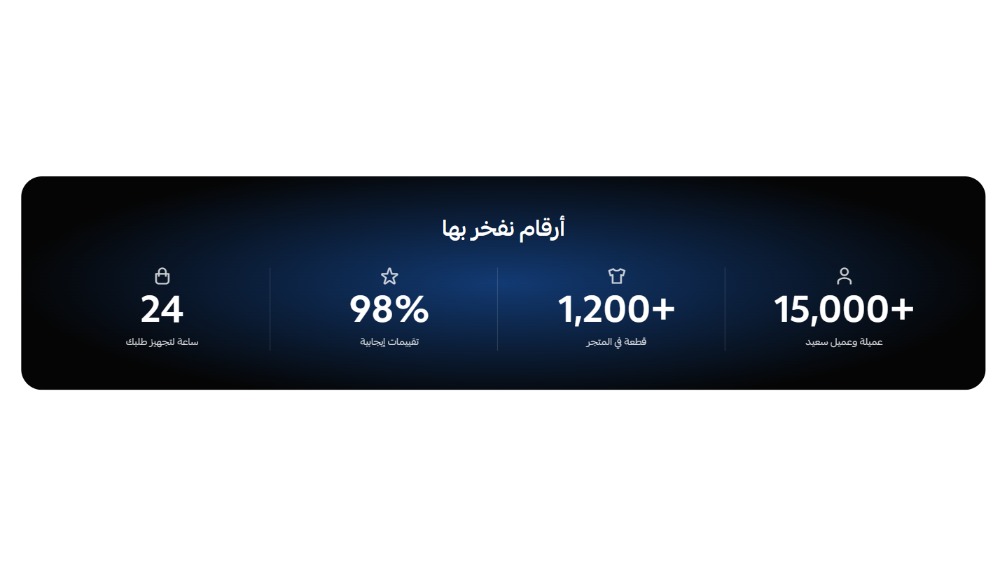 أرقام نفخر بها
15,000+
عميلة وعميل سعيد
1,200+
قطعة في المتجر
98%
تقييمات إيجابية
24
ساعة لتجهيز طلبك